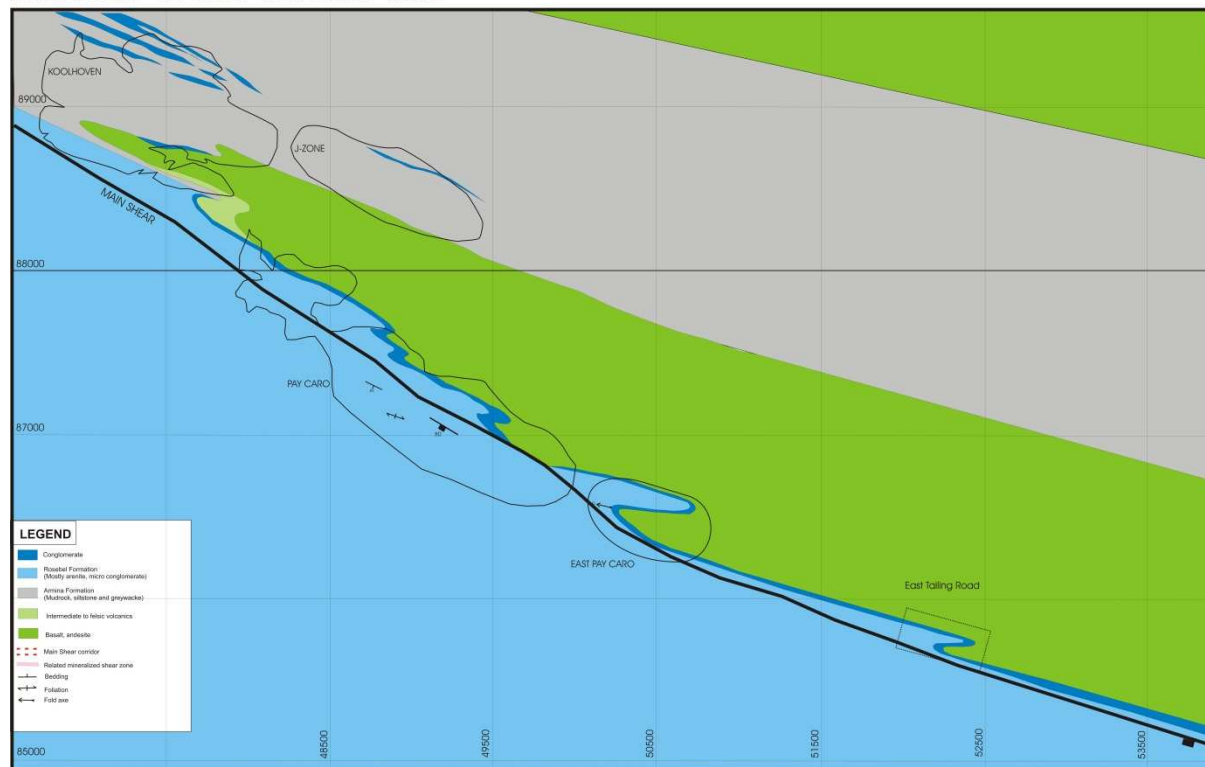 KOOLHOVEN
89000
J-ZONE
MAIN SHEAR
88000
PAY CARO
87000
EAST PAY CARO
East Tailing Road
LEGEND
Conglomerate
Rosebel Formation
(Mostly arenite, micro conglomerate)
Armina Formation
(Mudrock, siltstone and greywacke)
Intermediate to felsic volcanics
Basalt, andesite
Main Shear corridor
Related mineralized shear zone
Bedding
Foliation
Fold axe
85000
48500
49500
50500
51500
52500
53500